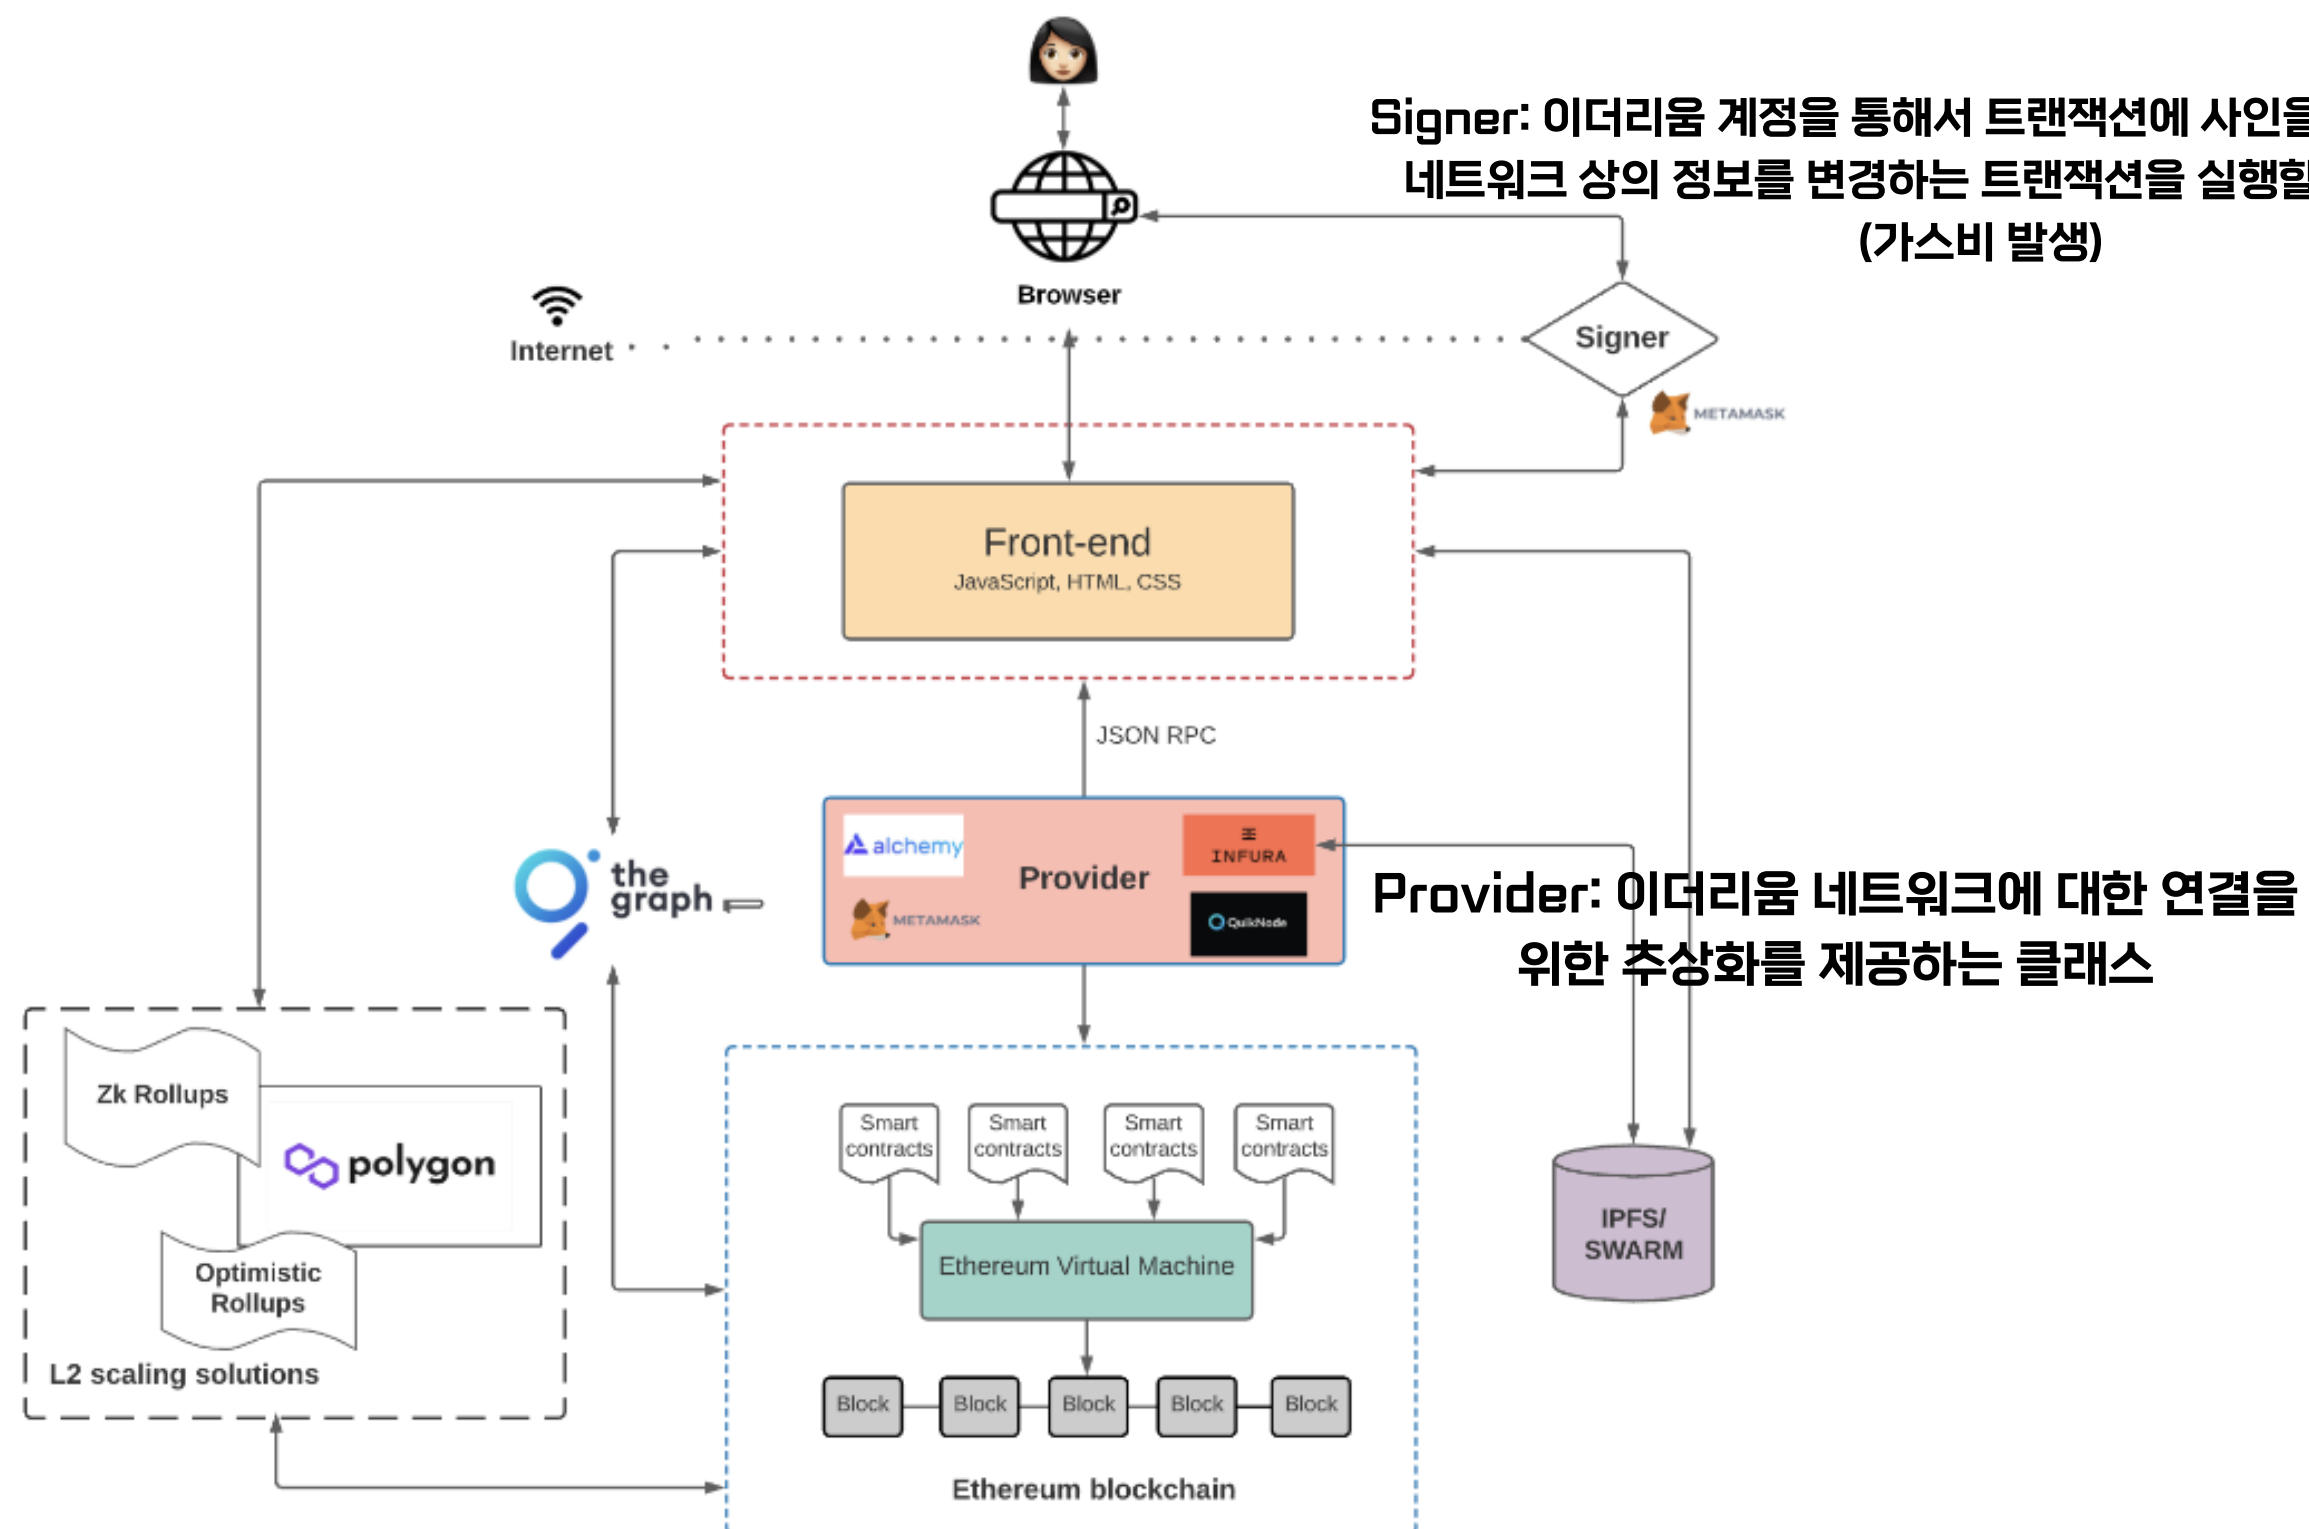 Signer: 이더리움 계정을 통해서 트랜잭션에 사인을
네트워크 상의 정보를 변경하는 트랜잭션을 실행할
(가스비 발생)
Browser
Internet
Signer
METAMASK
Front-end
JavaScript, HTML, CSS
JSON RPC
alchemy
INFURA
Provider
METAMASK
QuikNode
the
graph
Provider: 이더리움 네트워크에 대한 연결을
위한 추상화를 제공하는 클래스
Zk Rollups
polygon
Optimistic
Rollups
L2 scaling solutions
Smart
contracts
Smart
contracts
Smart
contracts
Smart
contracts
Ethereum Virtual Machine
IPFS/
SWARM
Block
Block
Block
Block
Block
Ethereum blockchain